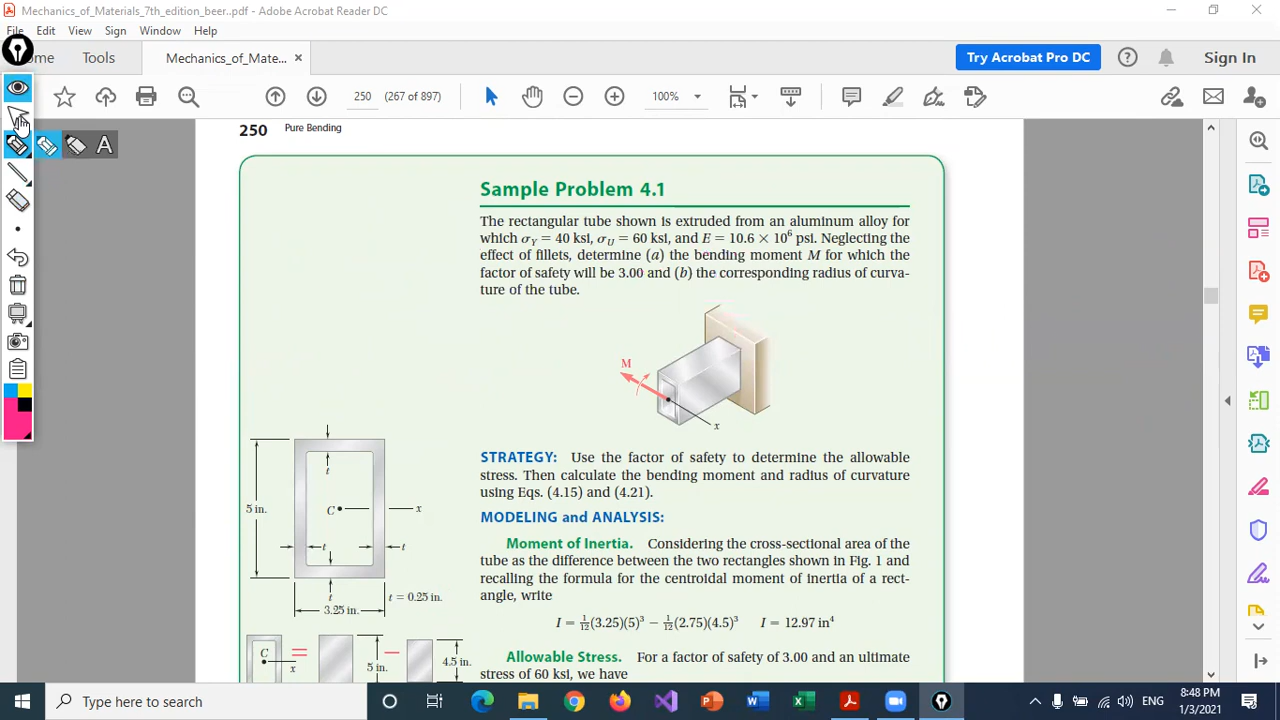 Mechanics_of_Materials_7th_edition_beer..pdf - Adobe Acrobat Reader DC
File Edit View Sign Window Help
ome Tools Mechanics_of_Mate... × Try Acrobat Pro DC Sign In
250 (267 of 897) 100%
A
250 Pure Bending
Sample Problem 4.1
The rectangular tube shown is extruded from an aluminum alloy for
which σY = 40 ksi, σU = 60 ksi, and E = 10.6 × 10⁶ psi. Neglecting the
effect of fillets, determine (a) the bending moment M for which the
factor of safety will be 3.00 and (b) the corresponding radius of curva-
ture of the tube.
M
x
STRATEGY: Use the factor of safety to determine the allowable
stress. Then calculate the bending moment and radius of curvature
using Eqs. (4.15) and (4.21).
MODELING and ANALYSIS:
Moment of Inertia. Considering the cross-sectional area of the
tube as the difference between the two rectangles shown in Fig. 1 and
recalling the formula for the centroidal moment of inertia of a rect-
angle, write
I = 1/12(3.25)(5)³ − 1/12(2.75)(4.5)³ I = 12.97 in⁴
Allowable Stress. For a factor of safety of 3.00 and an ultimate
stress of 60 ksi, we have
t
5 in.
C
x
t
t
t
t = 0.25 in.
3.25 in.
C
x
=
5 in.
−
4.5 in.
Type here to search
ENG
8:48 PM
1/3/2021